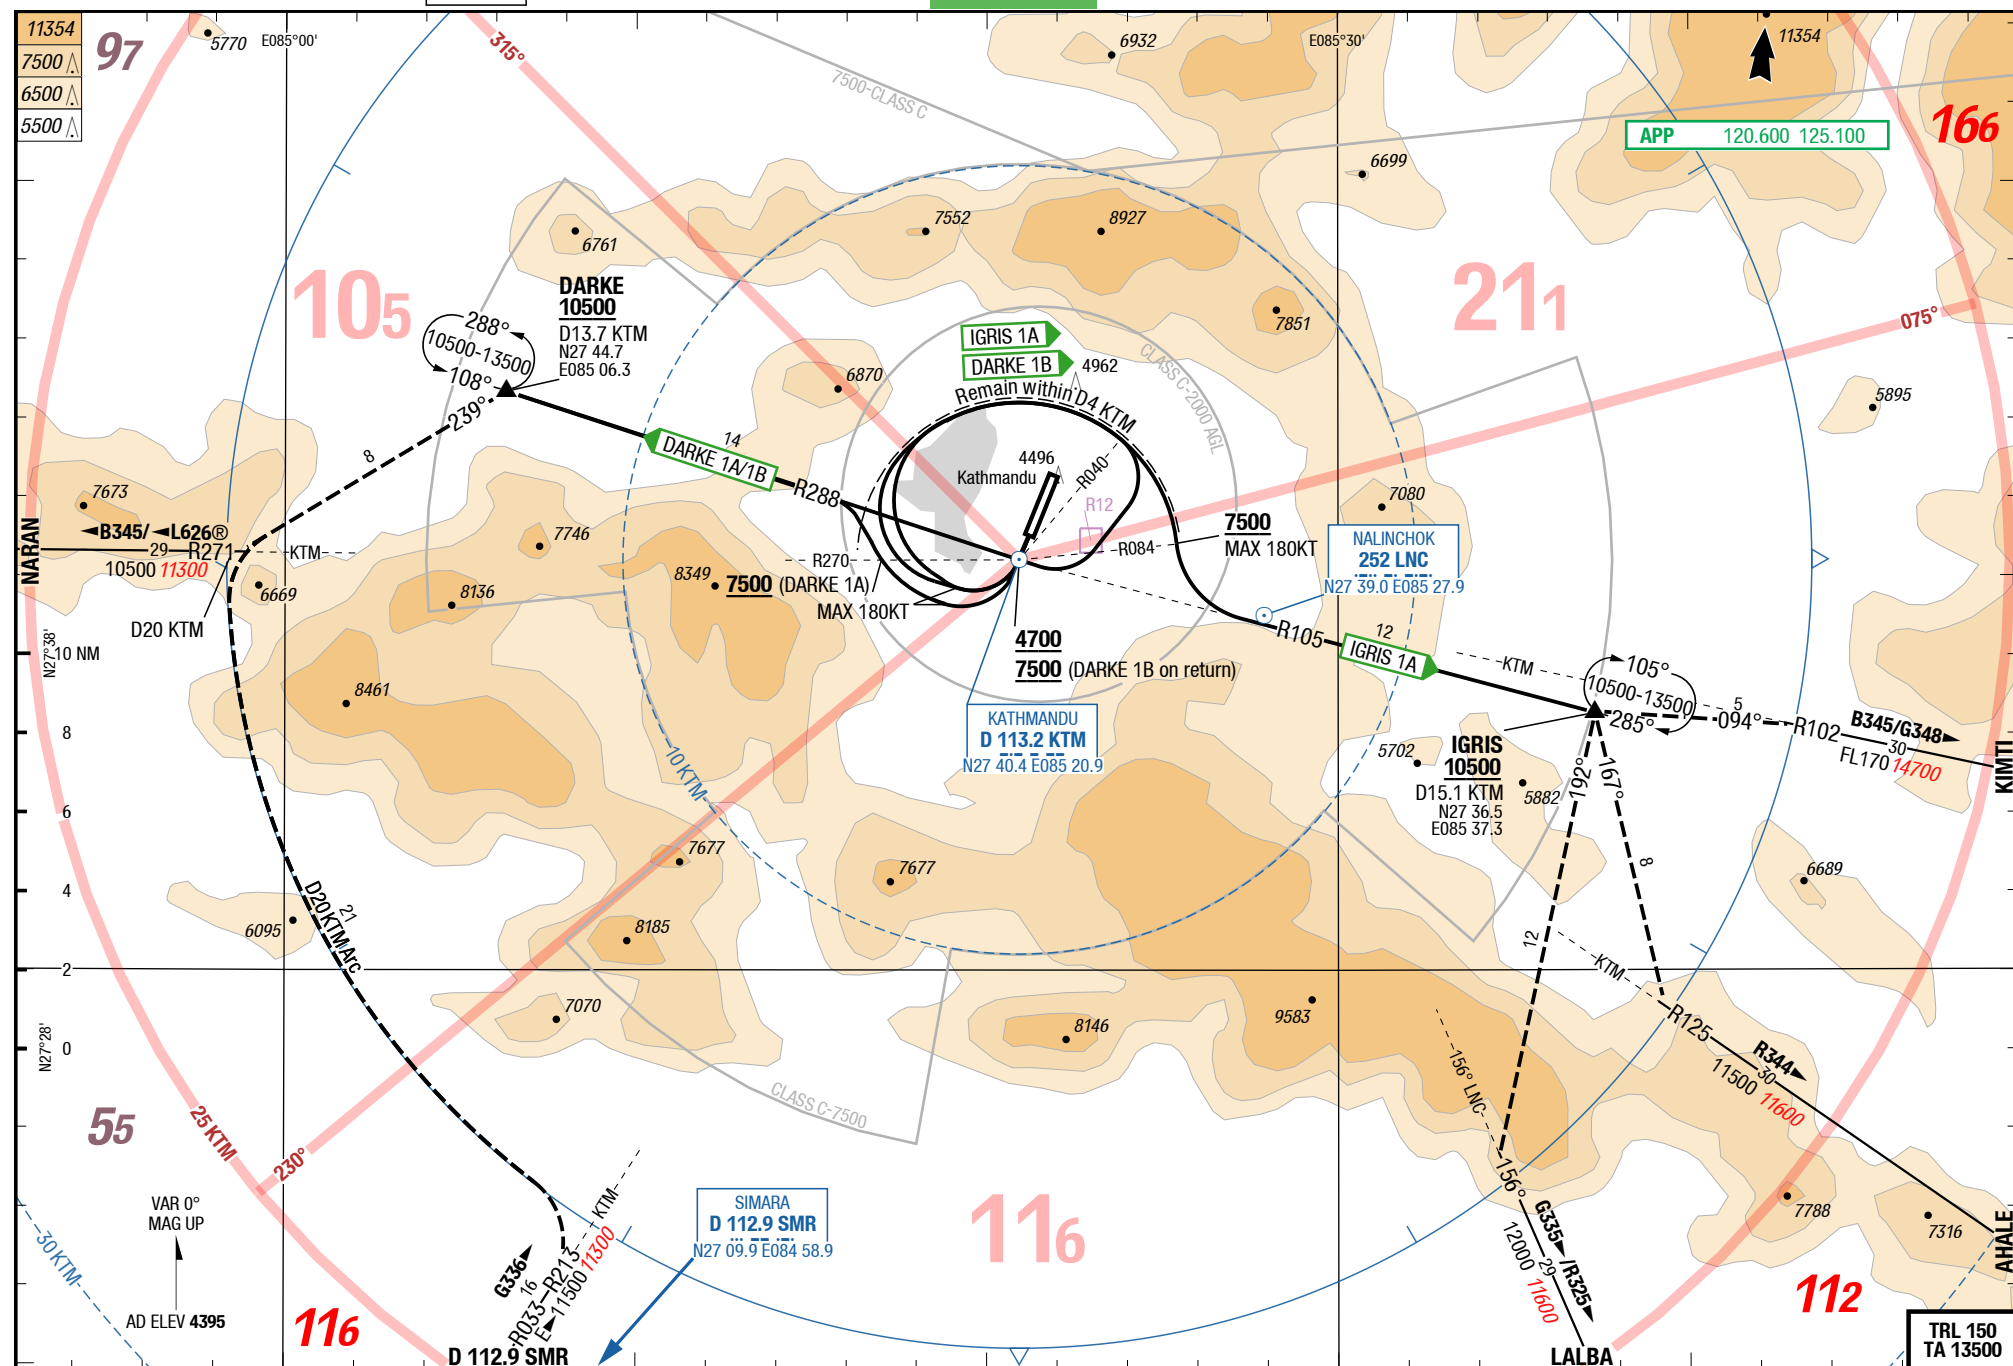 11354
7500
6500
5500
97
5770
E085°00'
315°
7500-CLASS C
6932
E085°30'
11354
166
APP 120.600 125.100
6699
6761
7552
8927
7851
105
211
075°
DARKE
10500
D13.7 KTM
N27 44.7
E085 06.3
288°
10500-13500
108°
239°
8
6870
IGRIS 1A
DARKE 1B
4962
Remain within D4 KTM
CLASS C-2000 AGL
5895
14
DARKE 1A/1B
R288
4496
Kathmandu
R040
R12
R084
7080
7500
MAX 180KT
NALINCHOK
252 LNC
N27 39.0 E085 27.9
7673
NARAN
B345/ L626®
29
R271
KTM
10500 11300
6669
D20 KTM
7746
8136
8349
R270
7500 (DARKE 1A)
MAX 180KT
4700
7500 (DARKE 1B on return)
R105
12
IGRIS 1A
KTM
105°
10500-13500
285°
5
094°
R102
B345/G348
30
FL170 14700
KIMTI
N27°38'
10 NM
8
6
4
2
0
N27°28'
8461
KATHMANDU
D 113.2 KTM
N27 40.4 E085 20.9
10 KTM
5702
IGRIS
10500
D15.1 KTM
N27 36.5
E085 37.3
5882
192°
167°
12
8
7677
7677
6689
6095
21
D20 KTM Arc
8185
7070
8146
9583
KTM
R125
R344
30
11500 11600
156° LNC
CLASS C-7500
55
25 KTM
230°
VAR 0°
MAG UP
AD ELEV 4395
30 KTM
116
G336
16
R033
R213
KTM
E
11500 11300
D 112.9 SMR
SIMARA
D 112.9 SMR
N27 09.9 E084 58.9
116
156°
G335 /R325
29
12000 11600
LALBA
7788
7316
AHALE
112
TRL 150
TA 13500